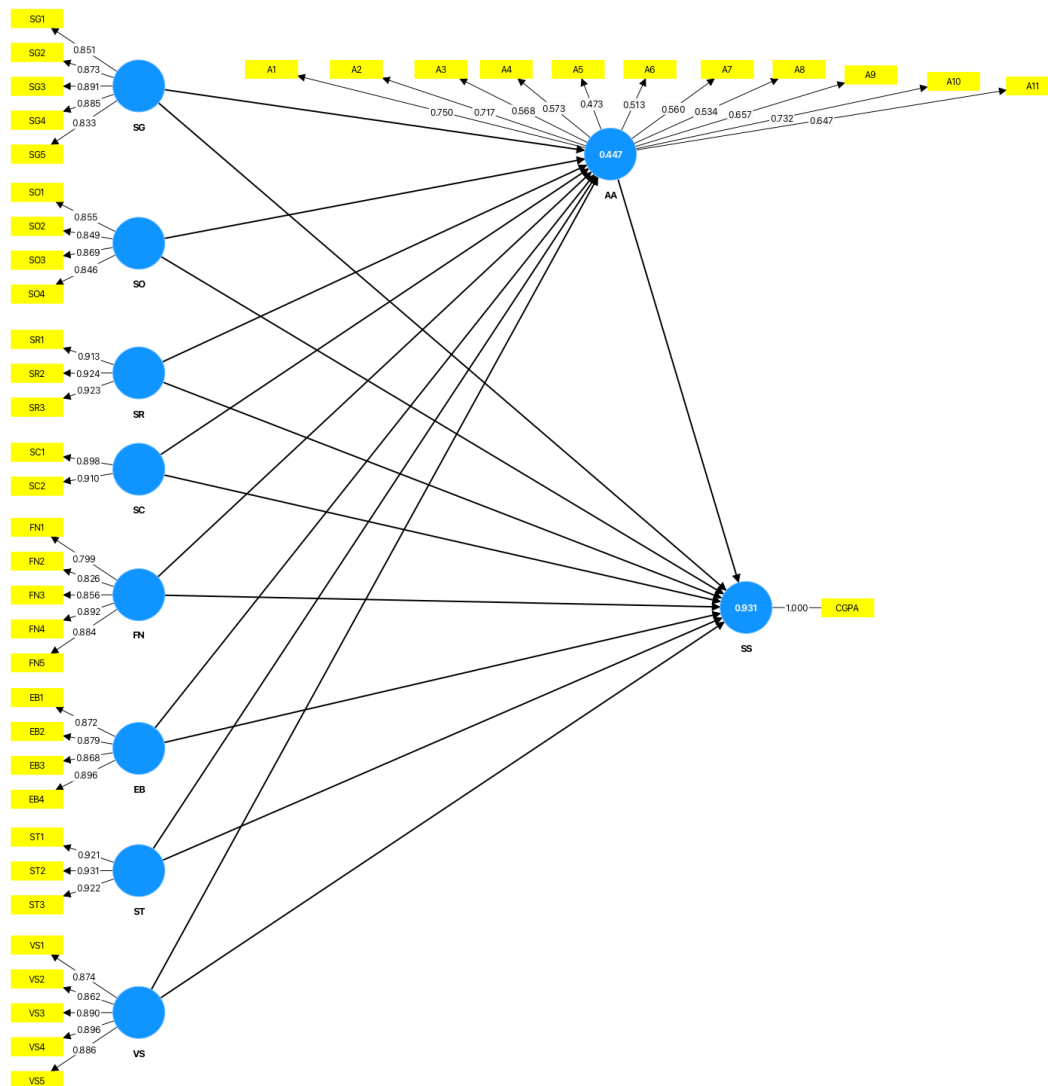 SG1
SG2
SG3
SG4
SG5
0.851
0.873
0.891
0.885
0.833
SG
A1
A2
A3
A4
A5
A6
A7
A8
A9
A10
A11
0.750
0.717
0.568
0.573
0.473
0.513
0.560
0.534
0.657
0.732
0.647
0.447
AA
SO1
SO2
SO3
SO4
0.855
0.849
0.869
0.846
SO
SR1
SR2
SR3
0.913
0.924
0.923
SR
SC1
SC2
0.898
0.910
SC
FN1
FN2
FN3
FN4
FN5
0.799
0.826
0.856
0.892
0.884
FN
0.931
1.000
CGPA
SS
EB1
EB2
EB3
EB4
0.872
0.879
0.868
0.896
EB
ST1
ST2
ST3
0.921
0.931
0.922
ST
VS1
VS2
VS3
VS4
VS5
0.874
0.862
0.890
0.896
0.886
VS